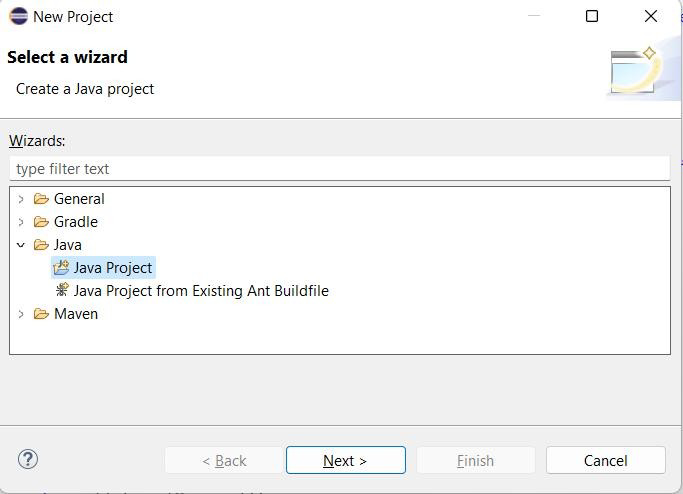 New Project
Select a wizard
Create a Java project
Wizards:
type filter text
General
Gradle
Java
Java Project
Java Project from Existing Ant Buildfile
Maven
?
< Back
Next >
Finish
Cancel